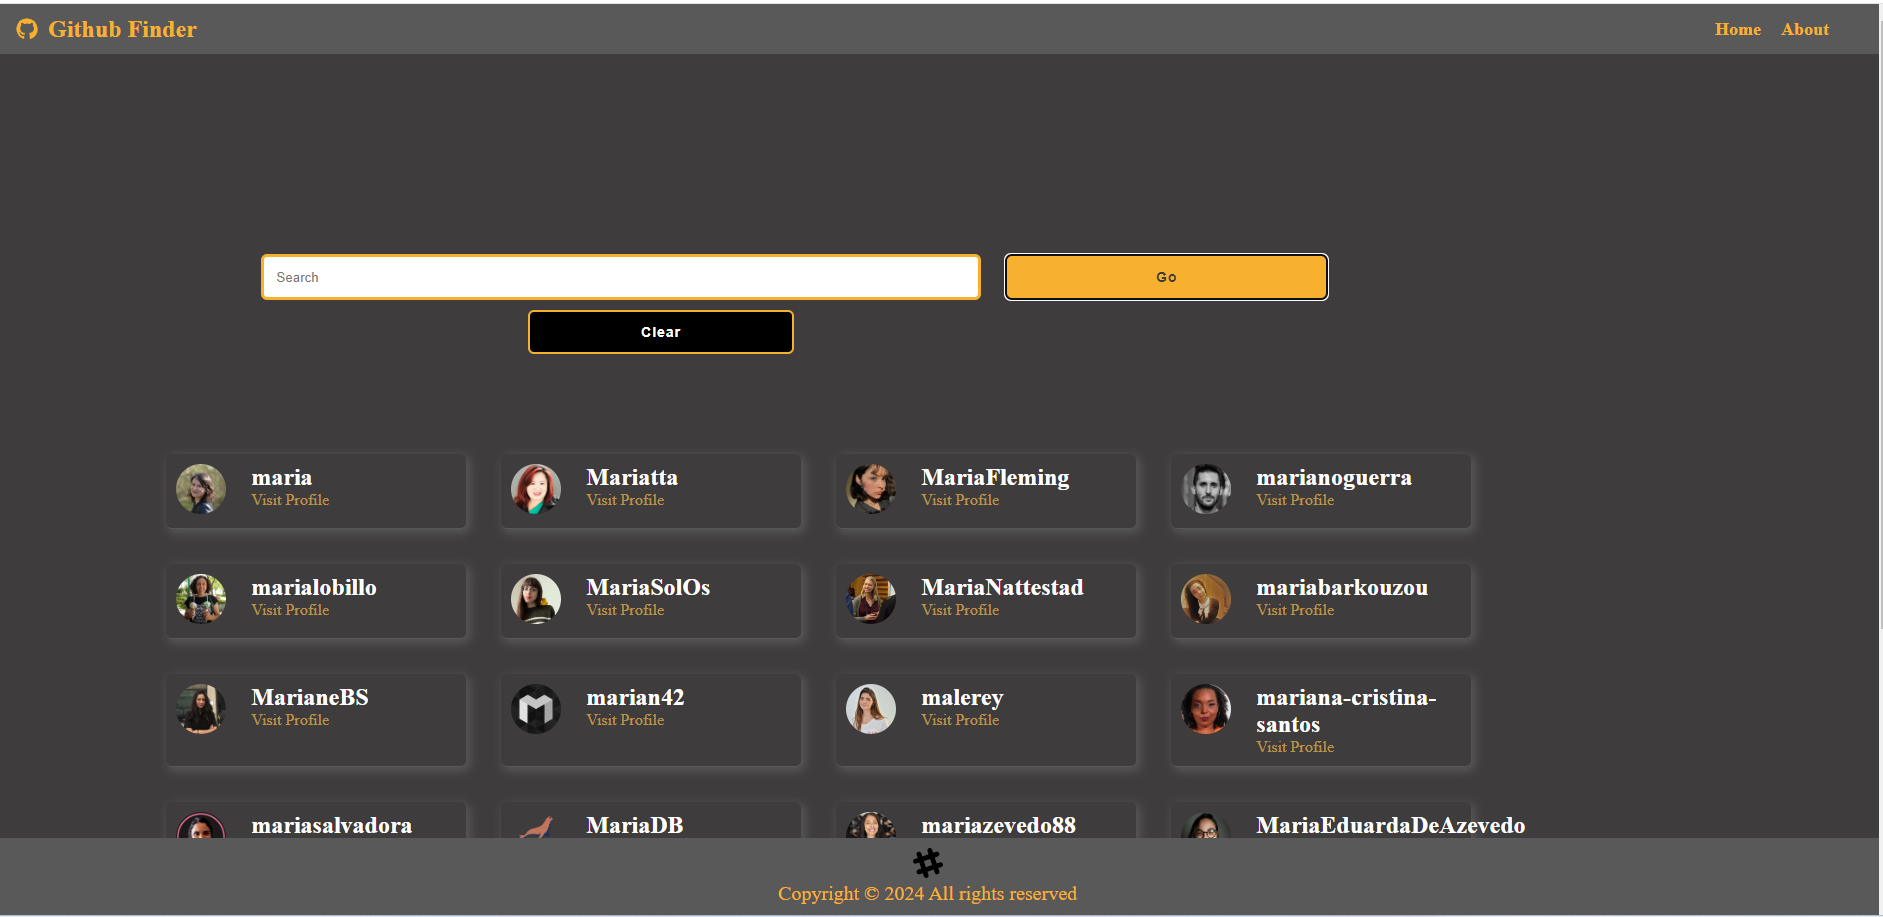 Github Finder
Home
About
Search
Go
Clear
maria
Visit Profile
Mariatta
Visit Profile
MariaFleming
Visit Profile
marianoguerra
Visit Profile
marialobillo
Visit Profile
MariaSolOs
Visit Profile
MariaNattestad
Visit Profile
mariabarkouzou
Visit Profile
MarianeBS
Visit Profile
marian42
Visit Profile
malerey
Visit Profile
mariana-cristina-
santos
Visit Profile
mariasalvadora
MariaDB
mariazevedo88
MariaEduardaDeAzevedo
Copyright © 2024 All rights reserved